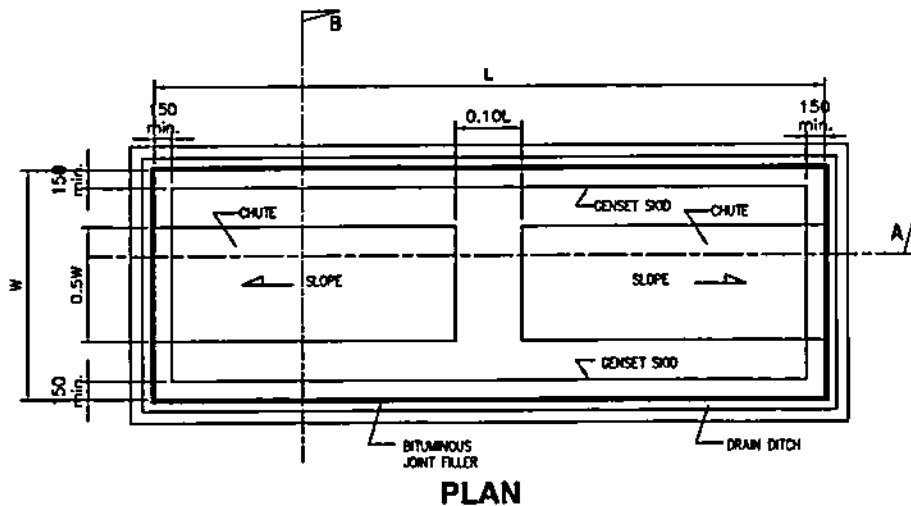 B
L
150
min.
0.10L
150
min.
150
min.
GENSET SKID
CHUTE
CHUTE
A
W
0.5W
SLOPE
SLOPE
150
min.
GENSET SKID
BITUMINOUS
JOINT FILLER
DRAIN DITCH
PLAN